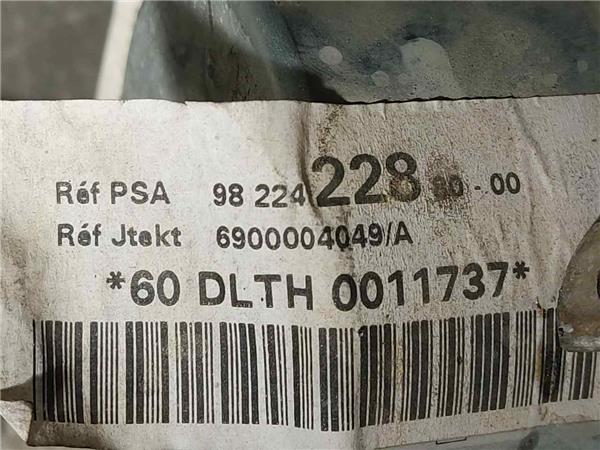 Réf PSA 98 224 228 80 - 00
Réf Jtekt 6900004049/A
*60 DLTH 0011737*